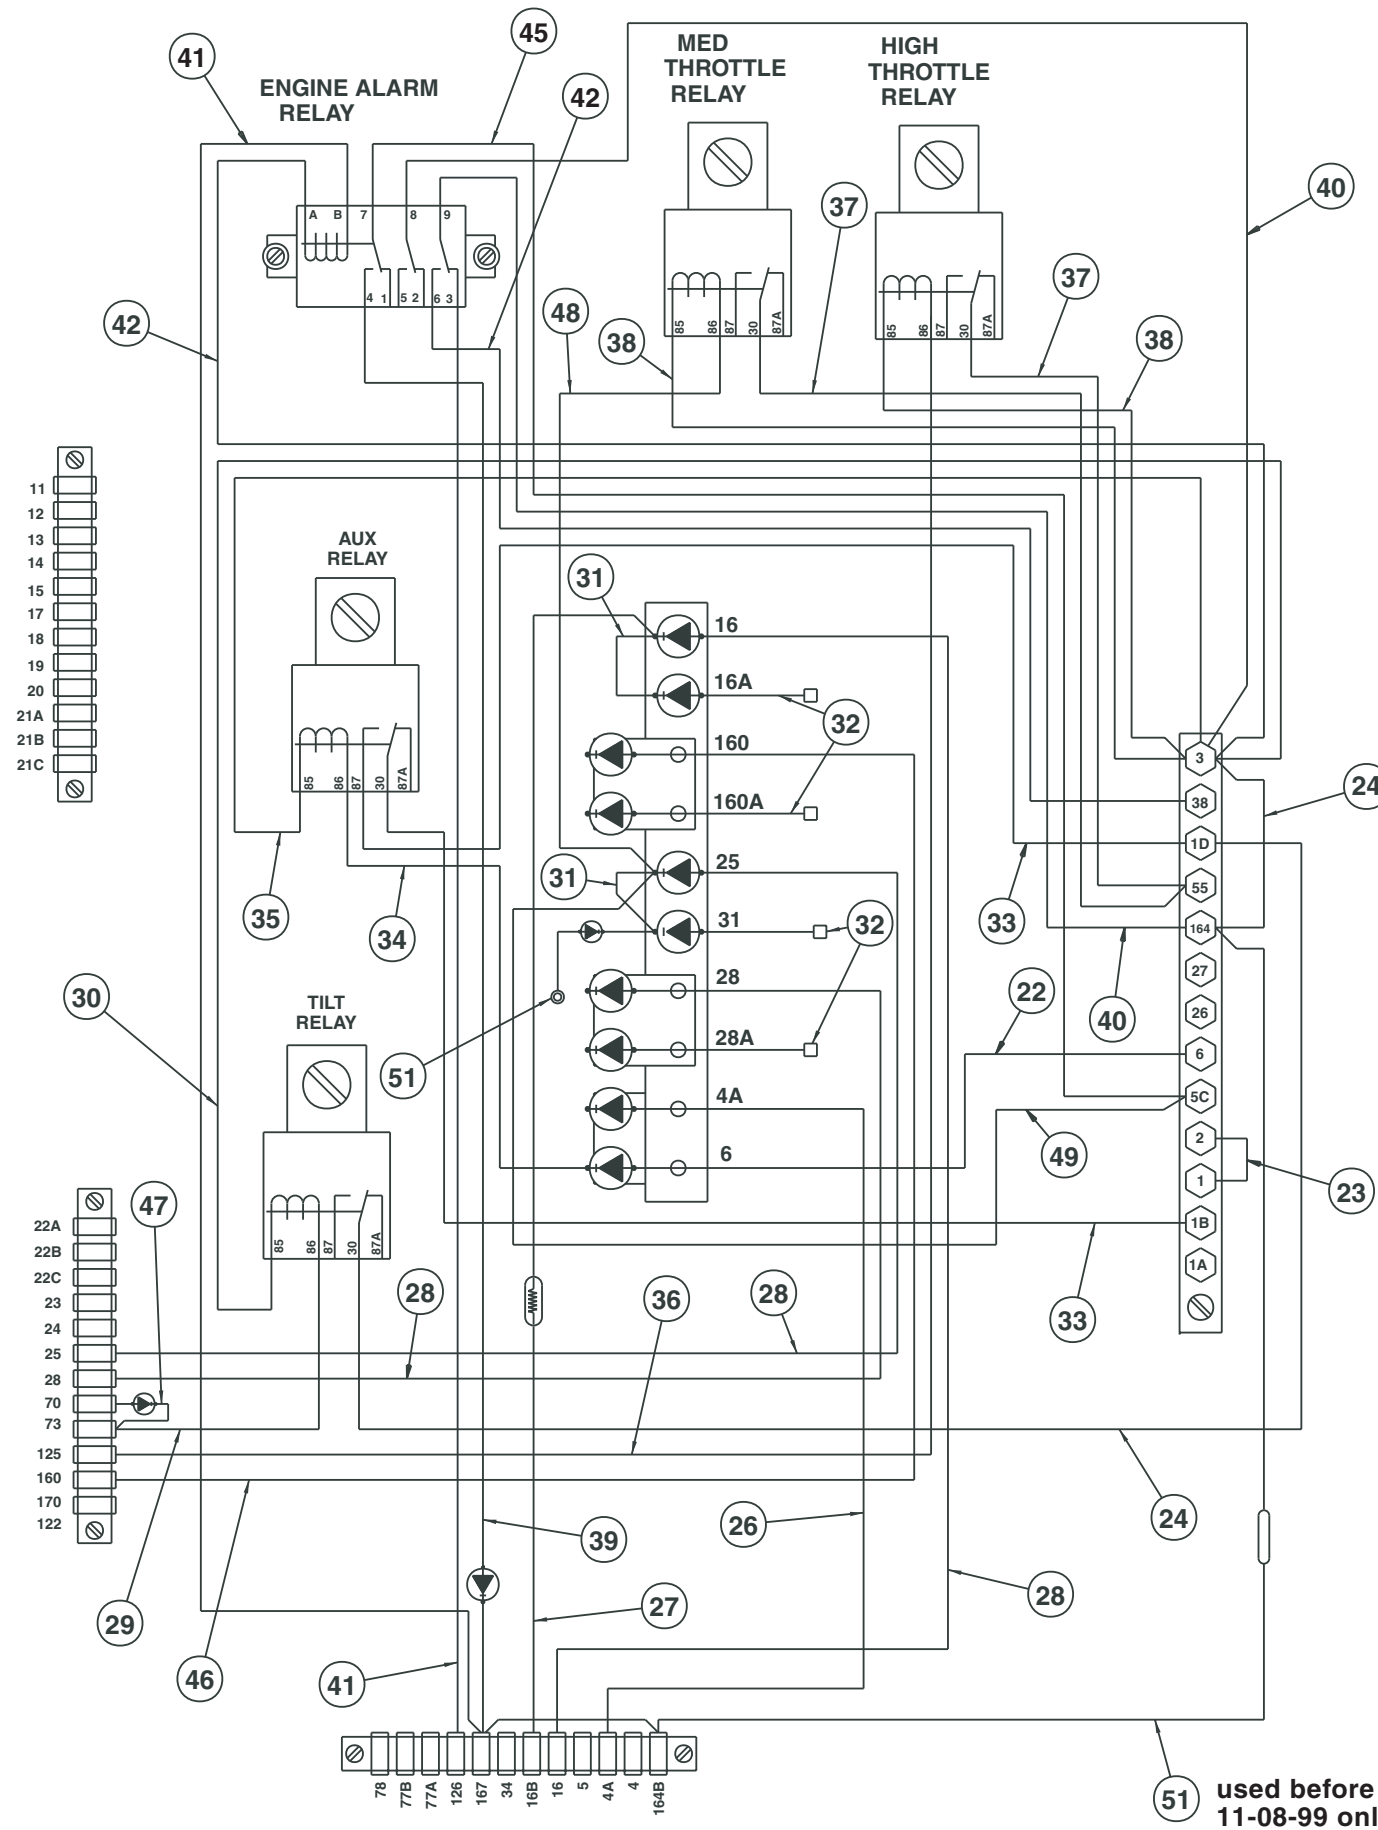 45
41
MED
THROTTLE
RELAY
HIGH
THROTTLE
RELAY
ENGINE ALARM
RELAY
42
40
37
A B 7 8 9
4 1 5 2 6 3
37
48
42
38
38
85 86 87 30 87A
85 86 87 30 87A
11
12
13
14
15
17
18
19
20
21A
21B
21C
AUX
RELAY
85 86 87 30 87A
35
34
31
16
16A
32
160
160A
25
31
31
32
28
28A
4A
6
51
3
38
1D
55
164
27
26
6
5C
2
1
1B
1A
24
33
40
22
49
23
33
30
TILT
RELAY
85 86 87 30 87A
47
22A
22B
22C
23
24
25
28
70
73
125
160
170
122
28
36
28
29
46
39
26
24
27
28
41
78
77B
77A
126
167
34
16B
16
5
4A
4
164B
51
used before
11-08-99 onl